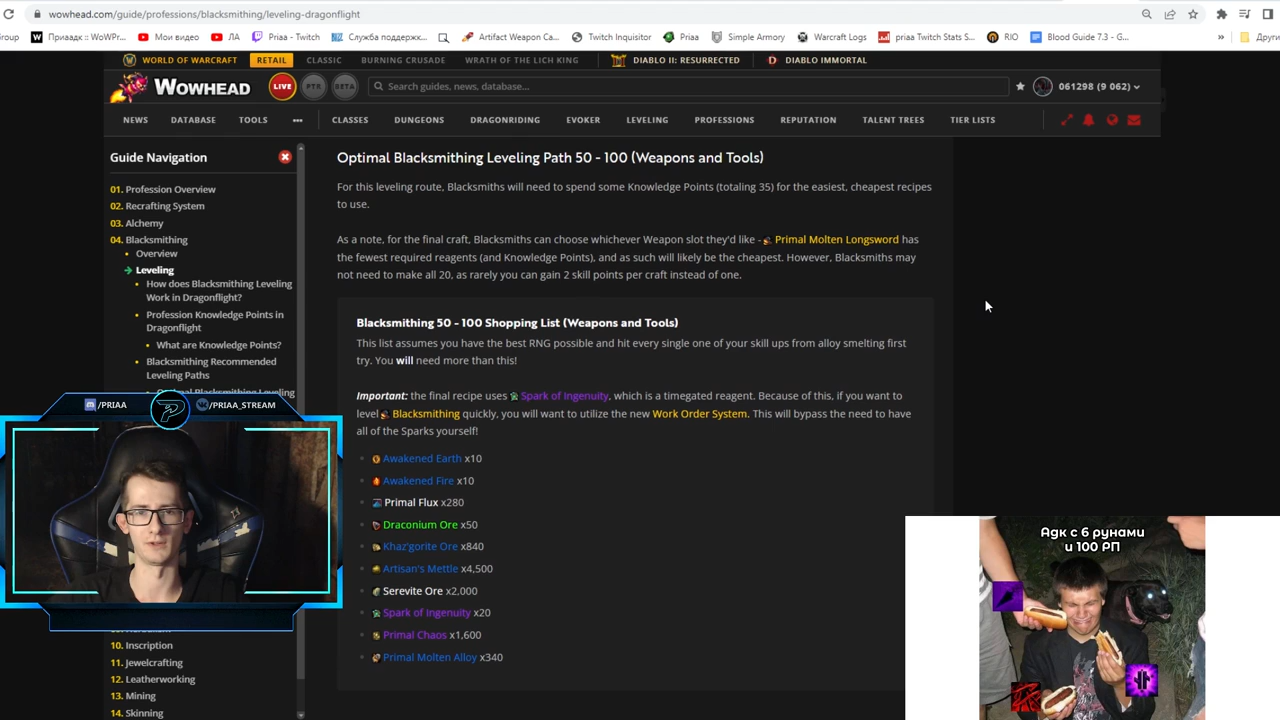 wowhead.com/guide/professions/blacksmithing/leveling-dragonflight
Group
Приаадк :: WoWPr...
Мои видео
ЛА
Priaa - Twitch
Служба поддержк...
Artifact Weapon Ca...
Twitch Inquisitor
Priaa
Simple Armory
Warcraft Logs
priaa Twitch Stats S...
RIO
Blood Guide 7.3 - G...
»
WORLD OF WARCRAFT RETAIL CLASSIC BURNING CRUSADE WRATH OF THE LICH KING DIABLO II: RESURRECTED DIABLO IMMORTAL
WOWHEAD LIVE PTR BETA Search guides, news, database... 061298 (9 062)
NEWS DATABASE TOOLS ••• CLASSES DUNGEONS DRAGONRIDING EVOKER LEVELING PROFESSIONS REPUTATION TALENT TREES TIER LISTS
Guide Navigation
01. Profession Overview
02. Recrafting System
03. Alchemy
04. Blacksmithing
• Overview
Leveling
• How does Blacksmithing Leveling
Work in Dragonflight?
• Profession Knowledge Points in
Dragonflight
• What are Knowledge Points?
• Blacksmithing Recommended
Leveling Paths
• Optimal Blacksmithing Leveling
/PRIAA
/PRIAA_STREAM
10. Inscription
11. Jewelcrafting
12. Leatherworking
13. Mining
14. Skinning
Optimal Blacksmithing Leveling Path 50 - 100 (Weapons and Tools)
For this leveling route, Blacksmiths will need to spend some Knowledge Points (totaling 35) for the easiest, cheapest recipes
to use.
As a note, for the final craft, Blacksmiths can choose whichever Weapon slot they'd like - Primal Molten Longsword has
the fewest required reagents (and Knowledge Points), and as such will likely be the cheapest. However, Blacksmiths may
not need to make all 20, as rarely you can gain 2 skill points per craft instead of one.
Blacksmithing 50 - 100 Shopping List (Weapons and Tools)
This list assumes you have the best RNG possible and hit every single one of your skill ups from alloy smelting first
try. You will need more than this!
Important: the final recipe uses Spark of Ingenuity, which is a timegated reagent. Because of this, if you want to
level Blacksmithing quickly, you will want to utilize the new Work Order System. This will bypass the need to have
all of the Sparks yourself!
• Awakened Earth x10
• Awakened Fire x10
• Primal Flux x280
• Draconium Ore x50
• Khaz'gorite Ore x840
• Artisan's Mettle x4,500
• Serevite Ore x2,000
• Spark of Ingenuity x20
• Primal Chaos x1,600
• Primal Molten Alloy x340
Адк с 6 рунами
и 100 РП